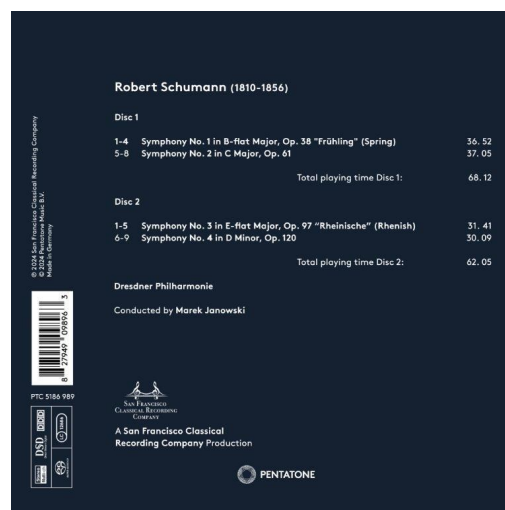 Robert Schumann (1810-1856)
Disc 1
1-4 Symphony No. 1 in B-flat Major, Op. 38 "Frühling" (Spring) 36. 52
5-8 Symphony No. 2 in C Major, Op. 61 37. 05
Total playing time Disc 1: 68. 12
Disc 2
1-5 Symphony No. 3 in E-flat Major, Op. 97 “Rheinische” (Rhenish) 31. 41
6-9 Symphony No. 4 in D Minor, Op. 120 30. 09
Total playing time Disc 2: 62. 05
Dresdner Philharmonie
Conducted by Marek Janowski
San Francisco
Classical Recording
Company
A San Francisco Classical
Recording Company Production
PENTATONE
℗ 2024 San Francisco Classical Recording Company
© 2024 Pentatone Music B.V.
Made in Germany
8 27949 09896 3
PTC 5186 989
DSD